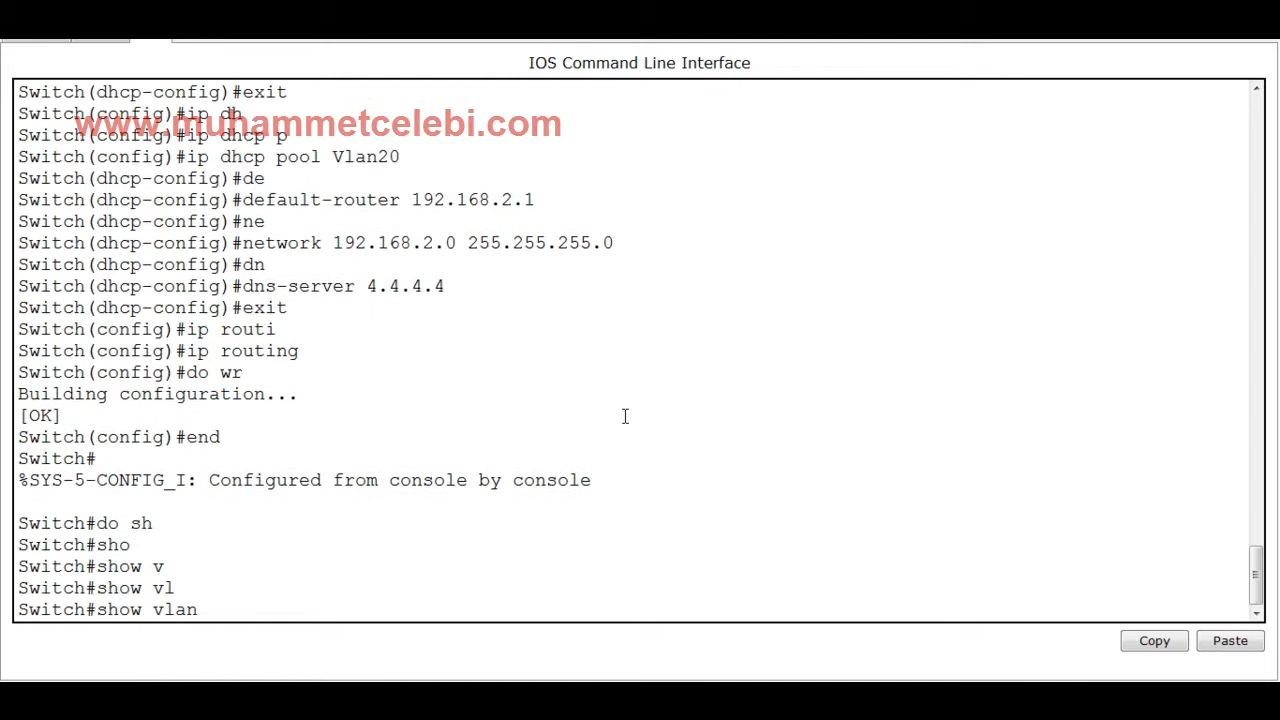 IOS Command Line Interface
Switch(dhcp-config)#exit
Switch(config)#ip dh
www.muhammetcelebi.com
Switch(config)#ip dhcp p
Switch(config)#ip dhcp pool Vlan20
Switch(dhcp-config)#de
Switch(dhcp-config)#default-router 192.168.2.1
Switch(dhcp-config)#ne
Switch(dhcp-config)#network 192.168.2.0 255.255.255.0
Switch(dhcp-config)#dn
Switch(dhcp-config)#dns-server 4.4.4.4
Switch(dhcp-config)#exit
Switch(config)#ip routi
Switch(config)#ip routing
Switch(config)#do wr
Building configuration...
[OK]
Switch(config)#end
Switch#
%SYS-5-CONFIG_I: Configured from console by console
Switch#do sh
Switch#sho
Switch#show v
Switch#show vl
Switch#show vlan
Copy Paste